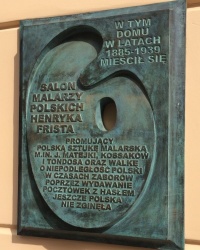 W TYM
DOMU
W LATACH
1885-1939
MIEŚCIŁ SIĘ
SALON
MALARZY
POLSKICH
HENRYKA
FRISTA
PROMUJĄCY
POLSKĄ SZTUKĘ MALARSKĄ
M.IN. J. MATEJKI, KOSSAKÓW
I TONDOSA ORAZ WALKĘ
O NIEPODLEGŁOŚĆ POLSKI
W CZASACH ZABORÓW
POPRZEZ WYDAWANIE
POCZTÓWEK Z HASŁEM
JESZCZE POLSKA
NIE ZGINĘŁA